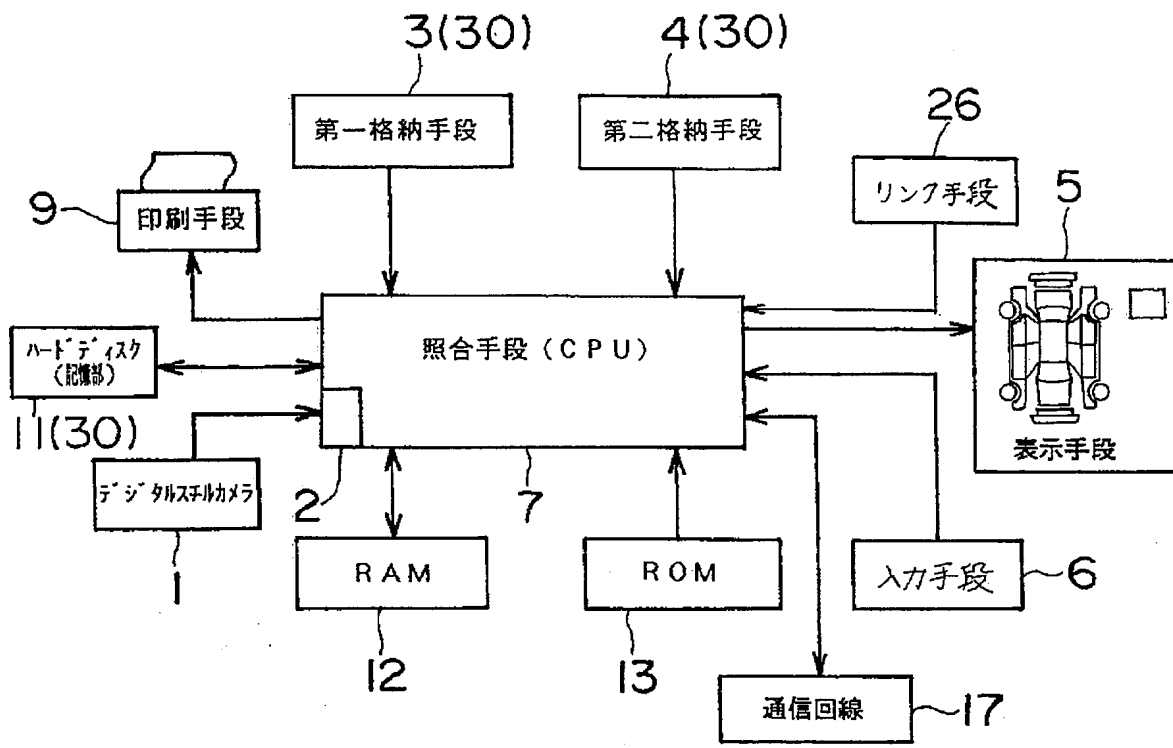 3(30)
4(30)
第一格納手段
第二格納手段
26
リンク手段
9
印刷手段
5
照合手段(CPU)
ハードディスク
(記憶部)
11(30)
表示手段
デジタルスチルカメラ
2
7
1
RAM
ROM
入力手段
6
12
13
通信回線
17